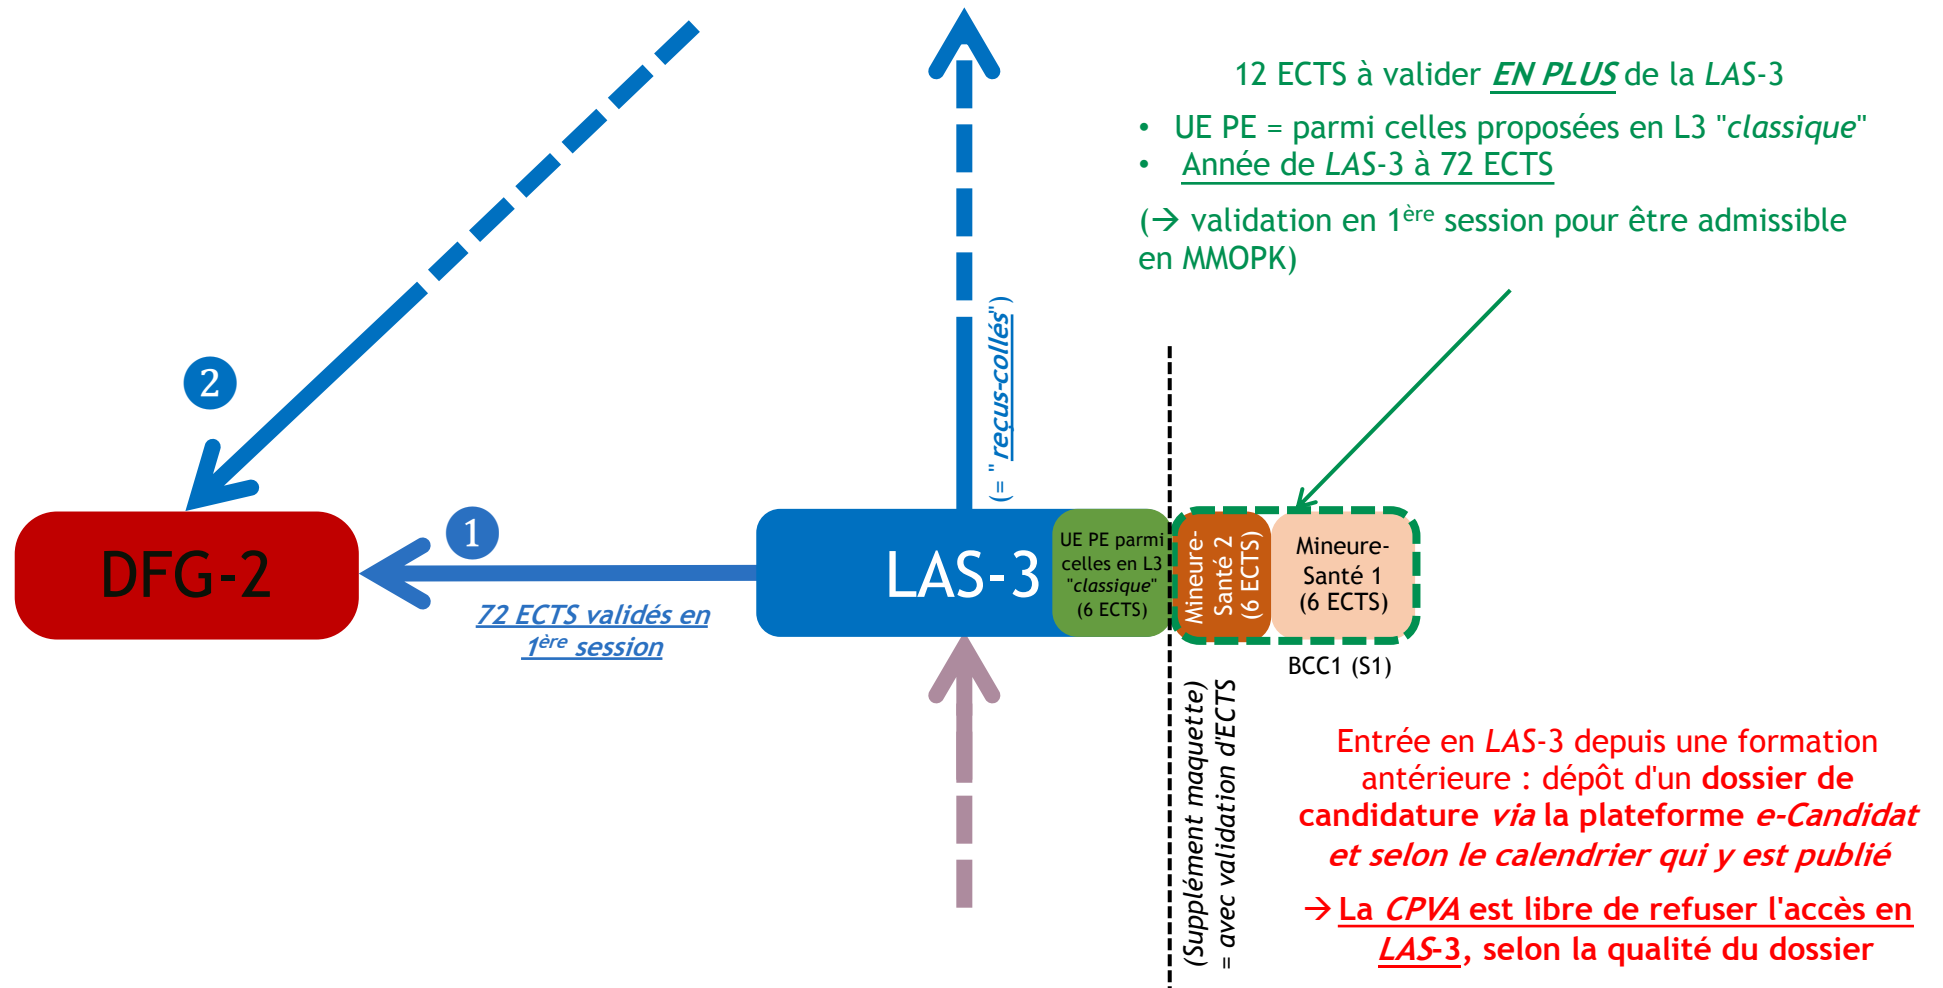 12 ECTS à valider EN PLUS de la LAS-3
• UE PE = parmi celles proposées en L3 "classique"
• Année de LAS-3 à 72 ECTS
(→ validation en 1ère session pour être admissible
en MMOPK)
(= "reçus-collés")
2
1
DFG-2
72 ECTS validés en
1ère session
LAS-3
UE PE parmi
celles en L3
"classique"
(6 ECTS)
Mineure-
Santé 2
(6 ECTS)
Mineure-
Santé 1
(6 ECTS)
BCC1 (S1)
(Supplément maquette)
= avec validation d'ECTS
Entrée en LAS-3 depuis une formation
antérieure : dépôt d'un dossier de
candidature via la plateforme e-Candidat
et selon le calendrier qui y est publié
→ La CPVA est libre de refuser l'accès en
LAS-3, selon la qualité du dossier